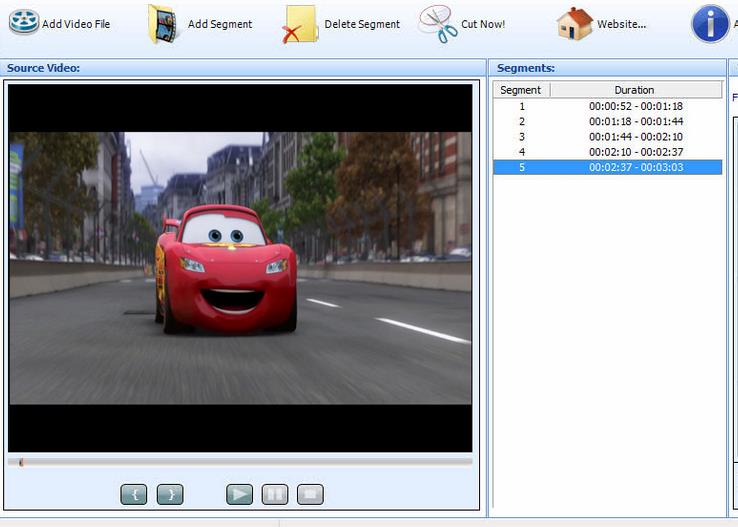 Add Video File Add Segment Delete Segment Cut Now! Website...
Source Video:
Segments:
Segment Duration
1 00:00:52 - 00:01:18
2 00:01:18 - 00:01:44
3 00:01:44 - 00:02:10
4 00:02:10 - 00:02:37
5 00:02:37 - 00:03:03
{ }